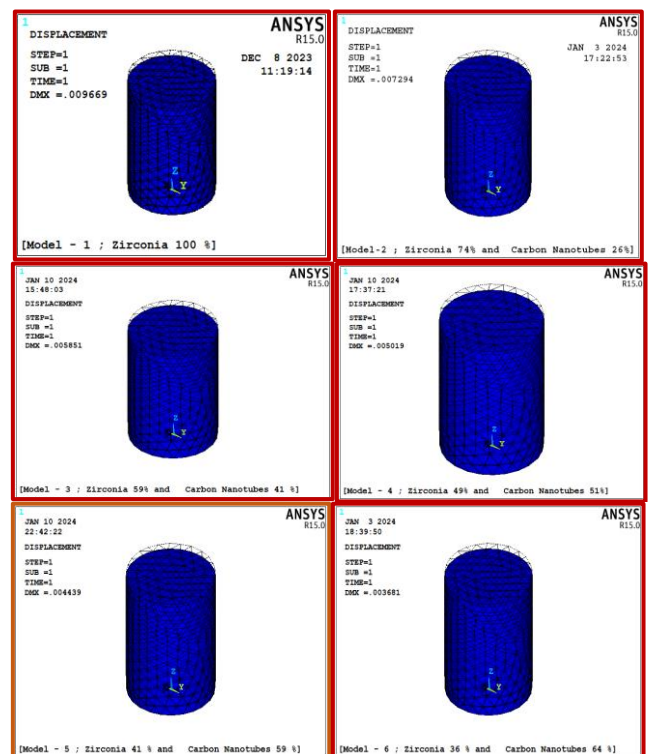 1
ANSYS
R15.0
DISPLACEMENT
STEP=1
SUB =1
TIME=1
DMX =.009669
DEC 8 2023
11:19:14
Z
Y
[Model - 1 ; Zirconia 100 %]
1
ANSYS
R15.0
DISPLACEMENT
STEP=1
SUB =1
TIME=1
DMX =.007294
JAN 3 2024
17:22:53
Z
Y
[Model-2 ; Zirconia 74% and Carbon Nanotubes 26%]
1
ANSYS
R15.0
JAN 10 2024
15:48:03
DISPLACEMENT
STEP=1
SUB =1
TIME=1
DMX =.005851
Z
Y
[Model - 3 ; Zirconia 59% and Carbon Nanotubes 41 %]
1
ANSYS
R15.0
JAN 10 2024
17:37:21
DISPLACEMENT
STEP=1
SUB =1
TIME=1
DMX =.005019
Z
Y
[Model - 4 ; Zirconia 49% and Carbon Nanotubes 51%]
1
ANSYS
R15.0
JAN 10 2024
22:42:22
DISPLACEMENT
STEP=1
SUB =1
TIME=1
DMX =.004439
Z
Y
[Model - 5 ; Zirconia 41 % and Carbon Nanotubes 59 %]
1
ANSYS
R15.0
JAN 3 2024
18:39:50
DISPLACEMENT
STEP=1
SUB =1
TIME=1
DMX =.003681
Z
Y
[Model - 6 ; Zirconia 36 % and Carbon Nanotubes 64 %]